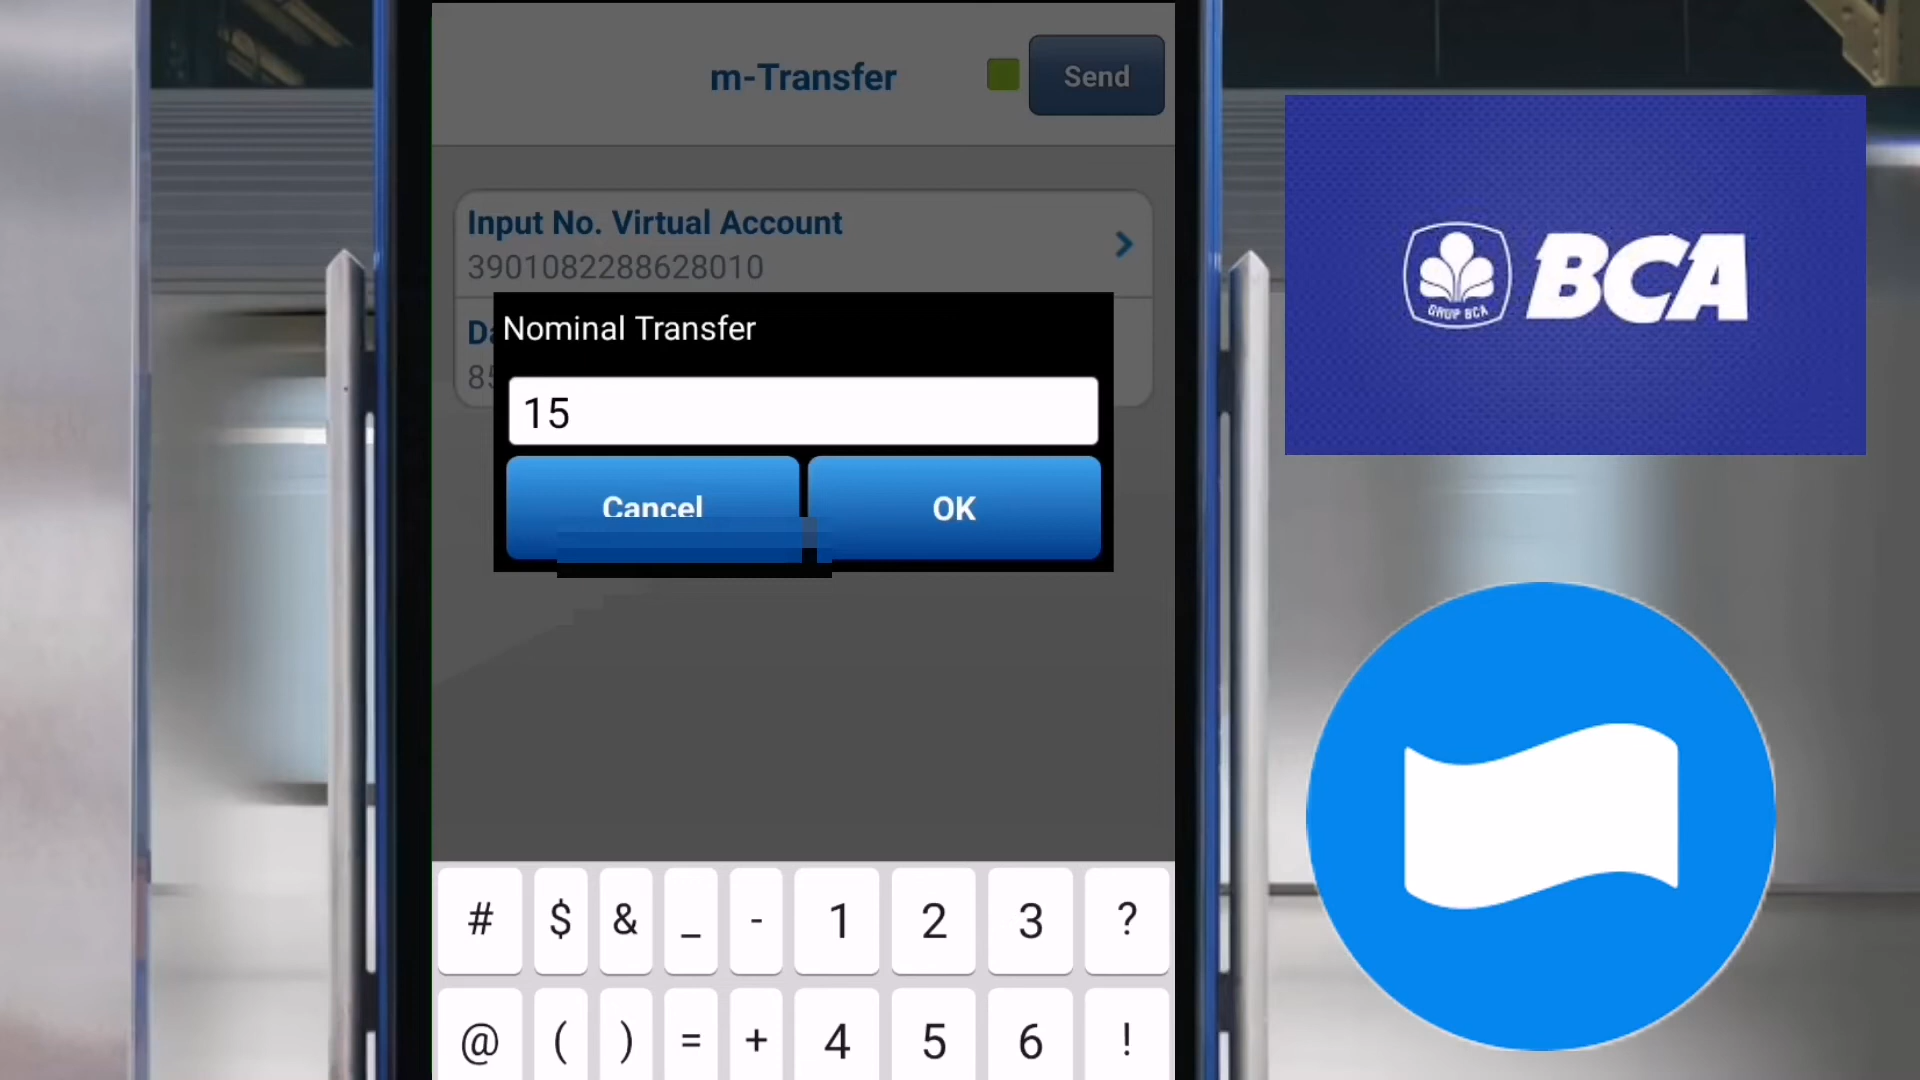 m-Transfer
Send
Input No. Virtual Account
3901082288628010
Nominal Transfer
15
Cancel
OK
# $ & _ - 1 2 3 ?
@ ( ) = + 4 5 6 !
BCA
GRUP BCA